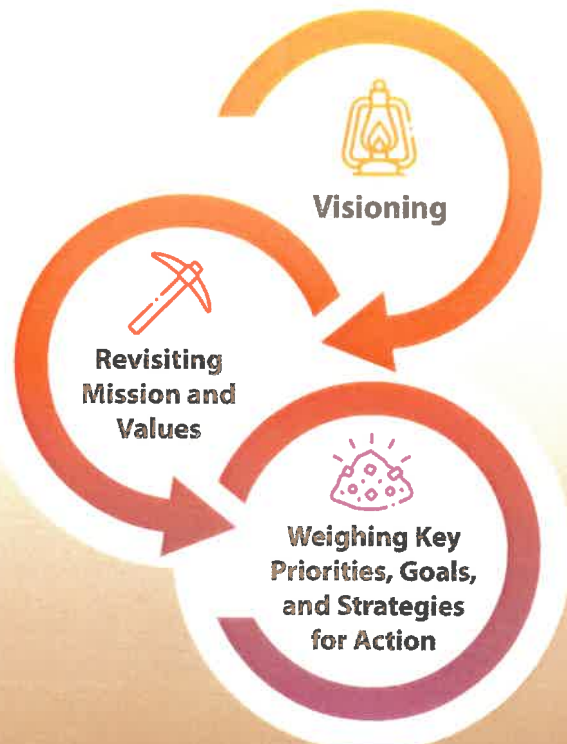 Visioning
Revisiting
Mission and
Values
Weighing Key
Priorities, Goals,
and Strategies
for Action